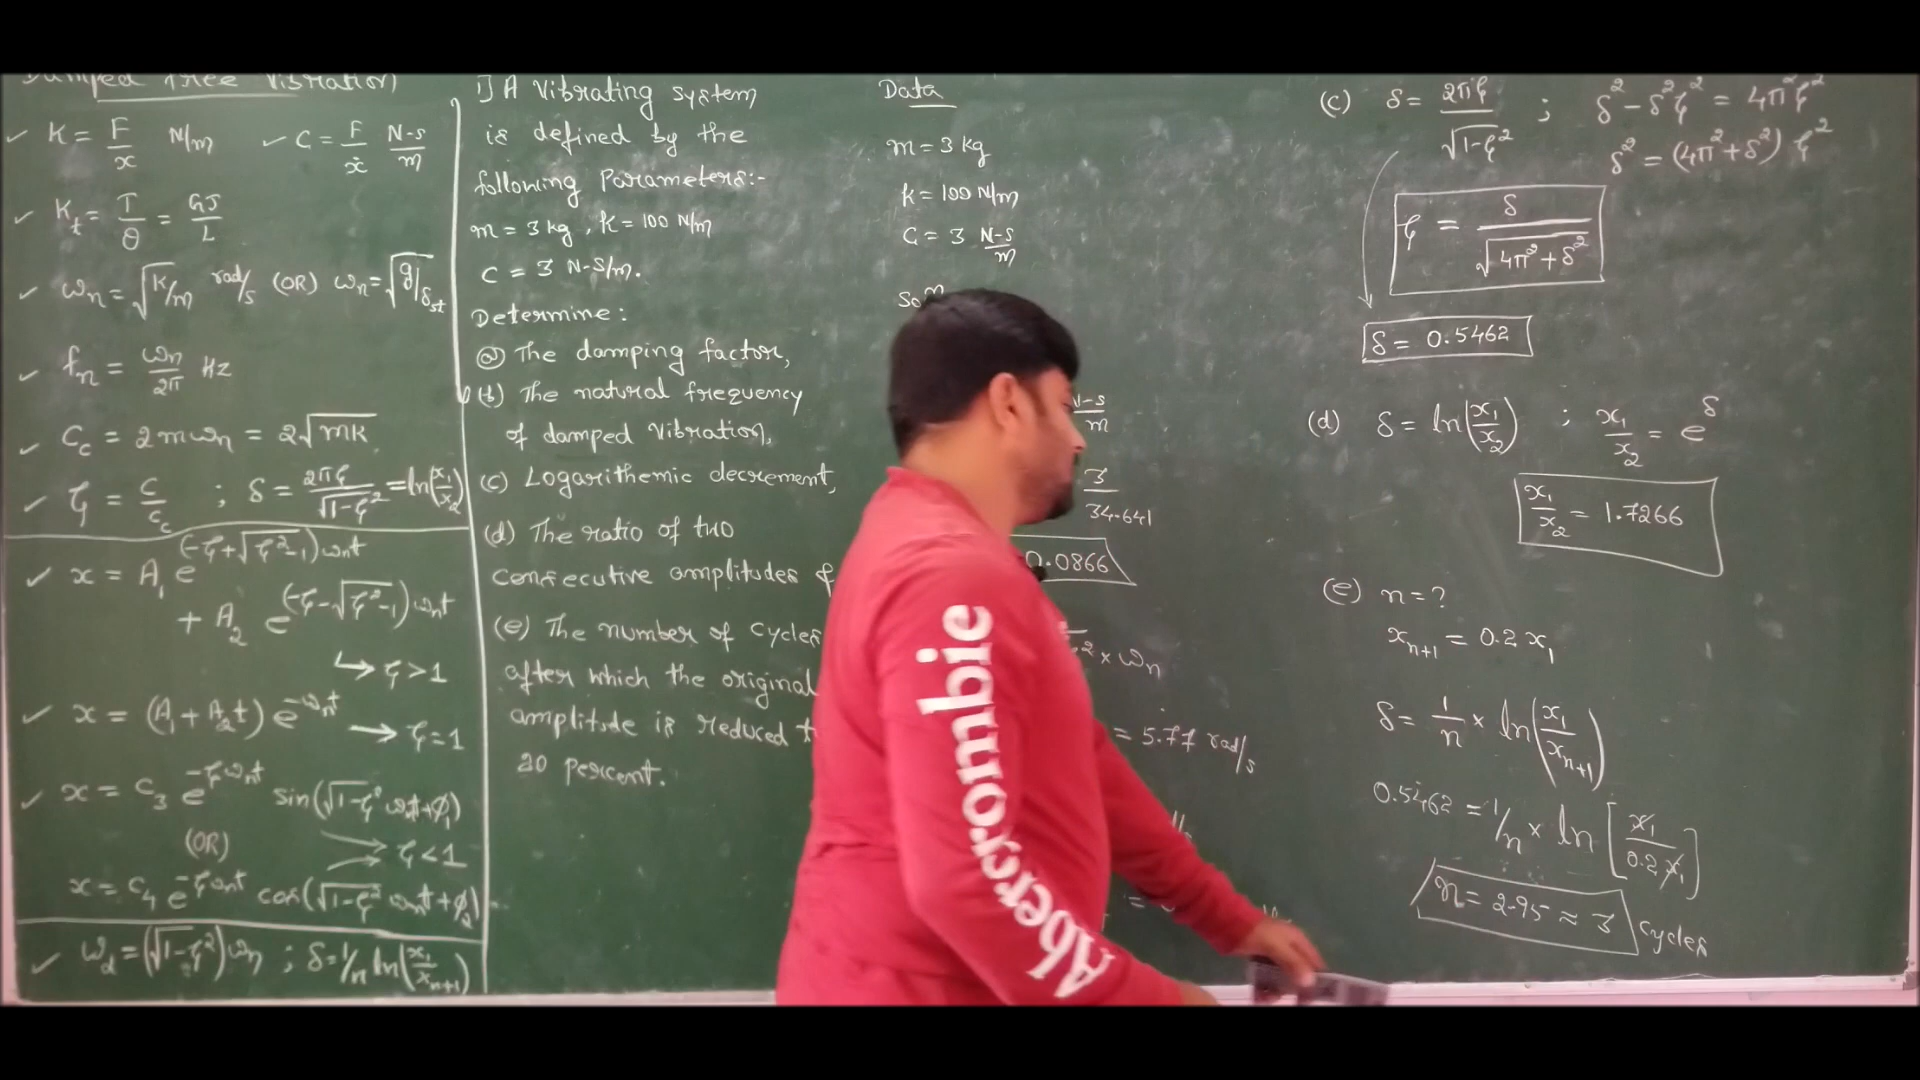 Damped free Vibration
✓ K = F/x N/m ✓ C = F/ẋ N-s/m
✓ K_t = T/θ = GJ/L
✓ ω_n = √(K/m) rad/s (OR) ω_n = √(g/δ_st)
✓ f_n = ω_n/2π Hz
✓ C_c = 2mω_n = 2√(mK)
✓ ζ = C/C_c ; δ = 2πζ/√(1-ζ²) = ln(x₁/x₂)
✓ x = A₁ e^(-ζ+√(ζ²-1))ω_n t
+ A₂ e^(-ζ-√(ζ²-1))ω_n t
↳ ζ > 1
✓ x = (A₁ + A₂t) e^(-ω_n t)
→ ζ = 1
✓ x = C₃ e^(-ζω_n t) sin(√(1-ζ²) ω_n t + φ₁)
(OR) → ζ < 1
x = C₄ e^(-ζω_n t) cos(√(1-ζ²) ω_n t + φ₂)
✓ ω_d = (√(1-ζ²)) ω_n ; δ = 1/n ln(x₁/x_n+1)
1] A Vibrating system
is defined by the
following Parameters:-
m = 3 kg, K = 100 N/m
C = 3 N-S/m.
Determine:
(a) The damping factor,
(b) The natural frequency
of damped Vibration,
(c) Logarithemic decrement,
(d) The ratio of two
consecutive amplitudes &
(e) The number of cycles
after which the original
amplitude is reduced
20 percent.
Data
m = 3 kg
K = 100 N/m
C = 3 N-S/m
3/34.641
0.0866
² × ω_n
= 5.77 rad/s
(c) δ = 2πζ/√(1-ζ²) ; δ² - δ²ζ² = 4π²ζ²
δ² = (4π² + δ²) ζ²
ζ = δ/√(4π² + δ²)
δ = 0.5462
(d) δ = ln(x₁/x₂) ; x₁/x₂ = e^δ
x₁/x₂ = 1.7266
(e) n = ?
x_n+1 = 0.2 x₁
δ = 1/n × ln(x₁/x_n+1)
0.5462 = 1/n × ln[x₁/0.2x₁]
n = 2.95 ≈ 3 cycles
Abercrombie